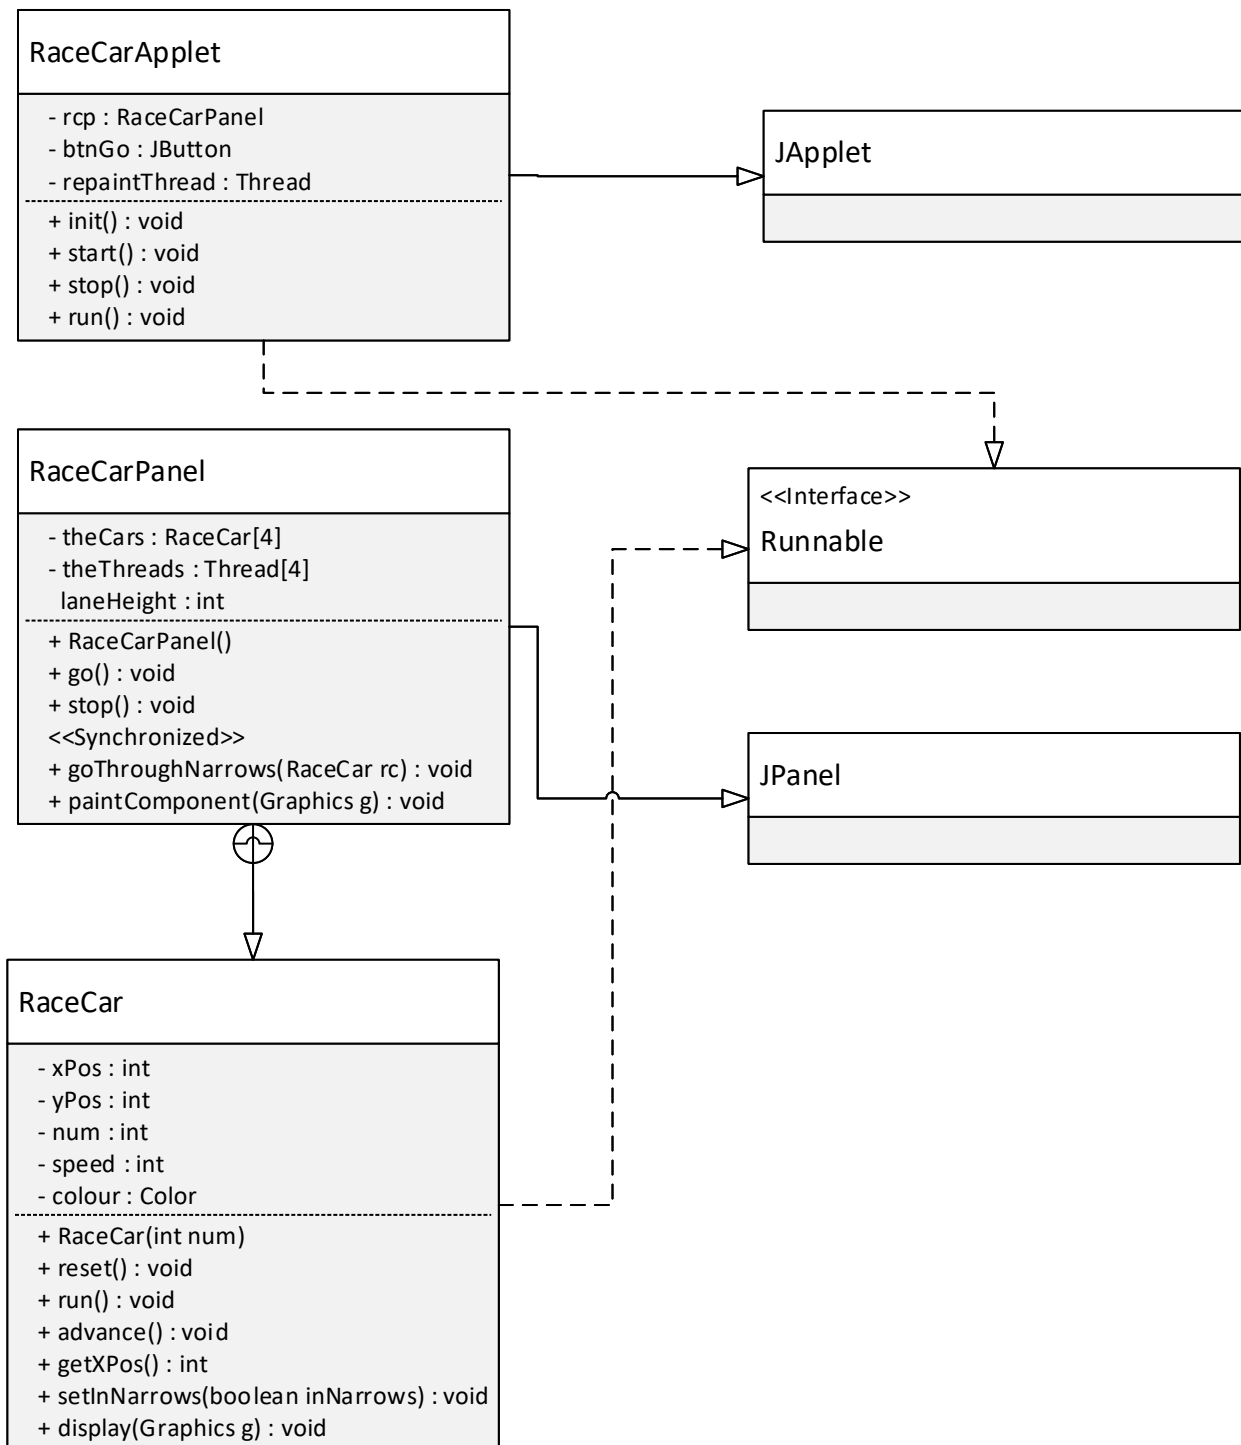 RaceCarApplet
- rcp : RaceCarPanel
- btnGo : JButton
- repaintThread : Thread
+ init() : void
+ start() : void
+ stop() : void
+ run() : void
JApplet
RaceCarPanel
- theCars : RaceCar[4]
- theThreads : Thread[4]
laneHeight : int
+ RaceCarPanel()
+ go() : void
+ stop() : void
<<Synchronized>>
+ goThroughNarrows(RaceCar rc) : void
+ paintComponent(Graphics g) : void
<<Interface>>
Runnable
JPanel
RaceCar
- xPos : int
- yPos : int
- num : int
- speed : int
- colour : Color
+ RaceCar(int num)
+ reset() : void
+ run() : void
+ advance() : void
+ getXPos() : int
+ setInNarrows(boolean inNarrows) : void
+ display(Graphics g) : void